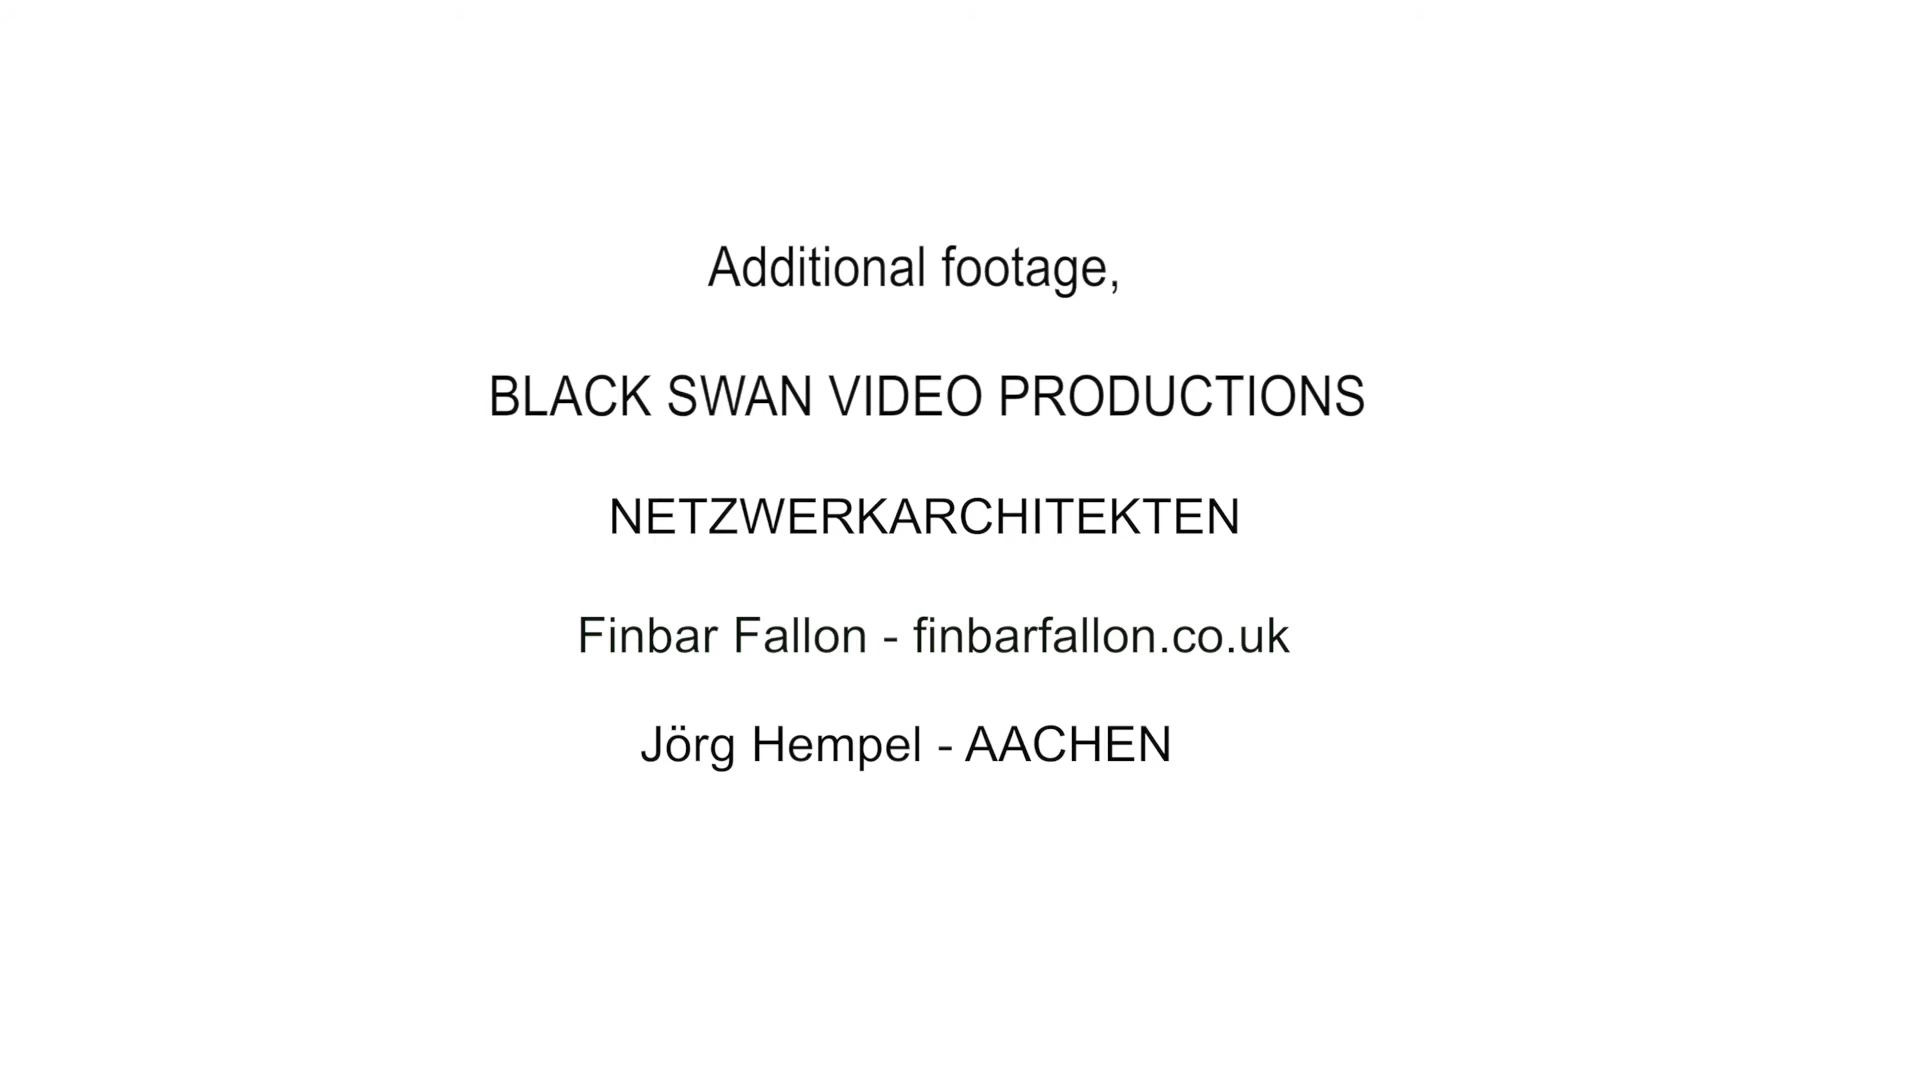 Additional footage,
BLACK SWAN VIDEO PRODUCTIONS
NETZWERKARCHITEKTEN
Finbar Fallon - finbarfallon.co.uk
Jörg Hempel - AACHEN